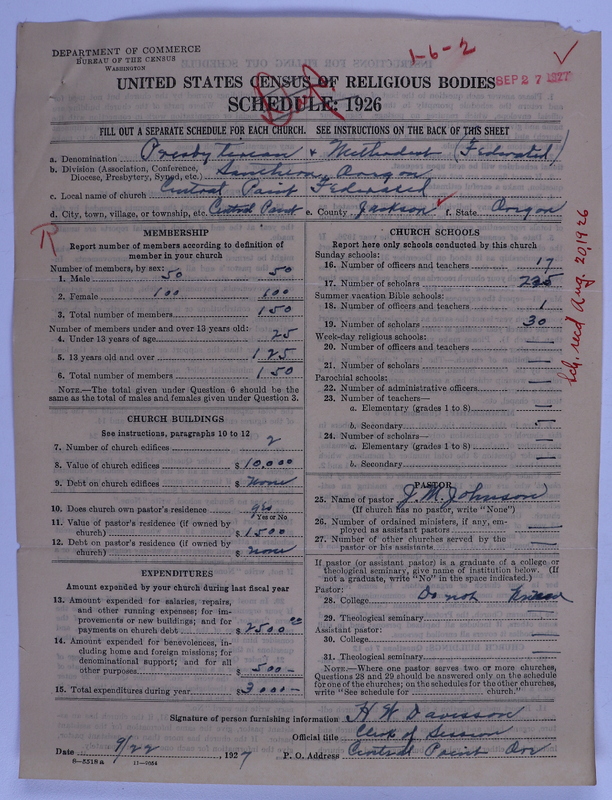 DEPARTMENT OF COMMERCE
BUREAU OF THE CENSUS
WASHINGTON
1-6-2
UNITED STATES CENSUS OF RELIGIOUS BODIES
SEP 27 1927
SCHEDULE: 1926
FILL OUT A SEPARATE SCHEDULE FOR EACH CHURCH. SEE INSTRUCTIONS ON THE BACK OF THIS SHEET
a. Denomination Presbyterian & Methodist (Federated)
b. Division (Association, Conference, Diocese, Presbytery, Synod, etc.) Southern Oregon
c. Local name of church Central Point Federated
d. City, town, village, or township, etc. Central Point e. County Jackson f. State Oregon
R
MEMBERSHIP
Report number of members according to definition of
member in your church
Number of members, by sex:
1. Male 50 50
2. Female 100 100
3. Total number of members 150
Number of members under and over 13 years old:
4. Under 13 years of age 25
5. 13 years old and over 125
6. Total number of members 150
NOTE.—The total given under Question 6 should be the
same as the total of males and females given under Question 3.
CHURCH BUILDINGS
See instructions, paragraphs 10 to 12
7. Number of church edifices 2
8. Value of church edifices $ 10,000
9. Debt on church edifices $ none
10. Does church own pastor's residence yes
Yes or No
11. Value of pastor's residence (if owned by
church) $ 1500
12. Debt on pastor's residence (if owned by
church) $ none
EXPENDITURES
Amount expended by your church during last fiscal year
13. Amount expended for salaries, repairs,
and other running expenses; for im-
provements or new buildings; and for
payments on church debt $ 2500 00
14. Amount expended for benevolences, in-
cluding home and foreign missions; for
denominational support; and for all
other purposes $ 500 —
15. Total expenditures during year $ 3000 —
CHURCH SCHOOLS
Report here only schools conducted by this church
Sunday schools:
16. Number of officers and teachers 17
17. Number of scholars
Summer vacation Bible schools:
18. Number of officers and teachers 1
19. Number of scholars 30
Week-day religious schools:
20. Number of officers and teachers —
21. Number of scholars —
Parochial schools:
22. Number of administrative officers —
23. Number of teachers—
a. Elementary (grades 1 to 8) —
b. Secondary —
24. Number of scholars—
a. Elementary (grades 1 to 8) —
b. Secondary —
PASTOR
25. Name of pastor J. M. Johnson
(If church has no pastor, write "None")
26. Number of ordained ministers, if any, em-
ployed as assistant pastors —
27. Number of other churches served by the
pastor or his assistants —
If pastor (or assistant pastor) is a graduate of a college or
theological seminary, give name of institution below. (If
not a graduate, write "No" in the space indicated.)
Pastor:
28. College Do not
29. Theological seminary —
Assistant pastor:
30. College —
31. Theological seminary —
NOTE.—Where one pastor serves two or more churches,
Questions 28 and 29 should be answered only on the schedule
for one of the churches; on the schedules for the other churches,
write "See schedule for church."
Sch. recd Aug. 20, 1926
Signature of person furnishing information H W Davisson
Official title Clerk of Session
Date 9/22, 1927 P. O. Address Central Point Ore
8-5518 a 11-9064